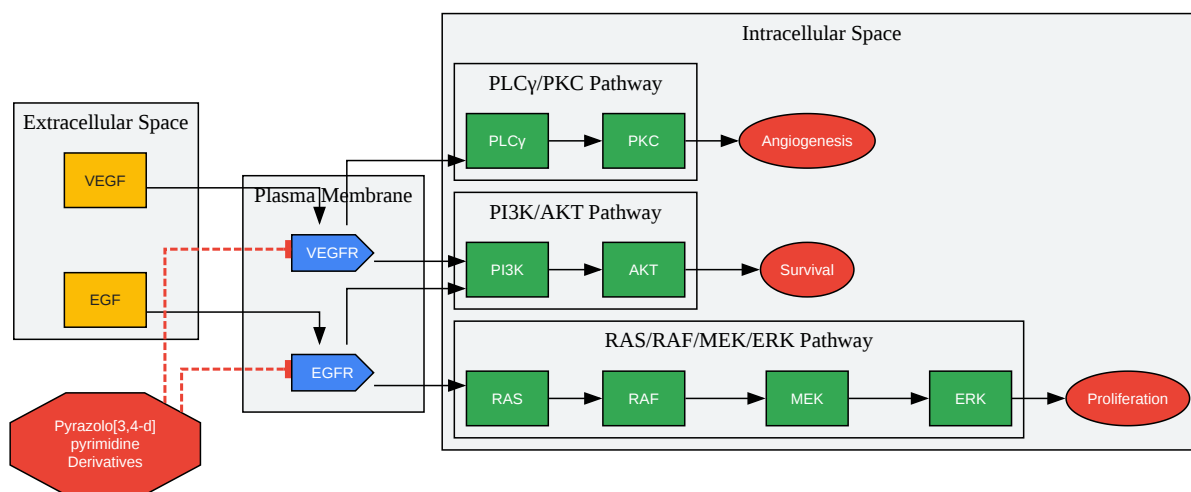 Intracellular Space
PLCγ/PKC Pathway
Extracellular Space
PLCγ
PKC
Angiogenesis
VEGF
Plasma Membrane
PI3K/AKT Pathway
VEGFR
PI3K
AKT
Survival
EGF
RAS/RAF/MEK/ERK Pathway
EGFR
RAS
RAF
MEK
ERK
Proliferation
Pyrazolo[3,4-d]
pyrimidine
Derivatives